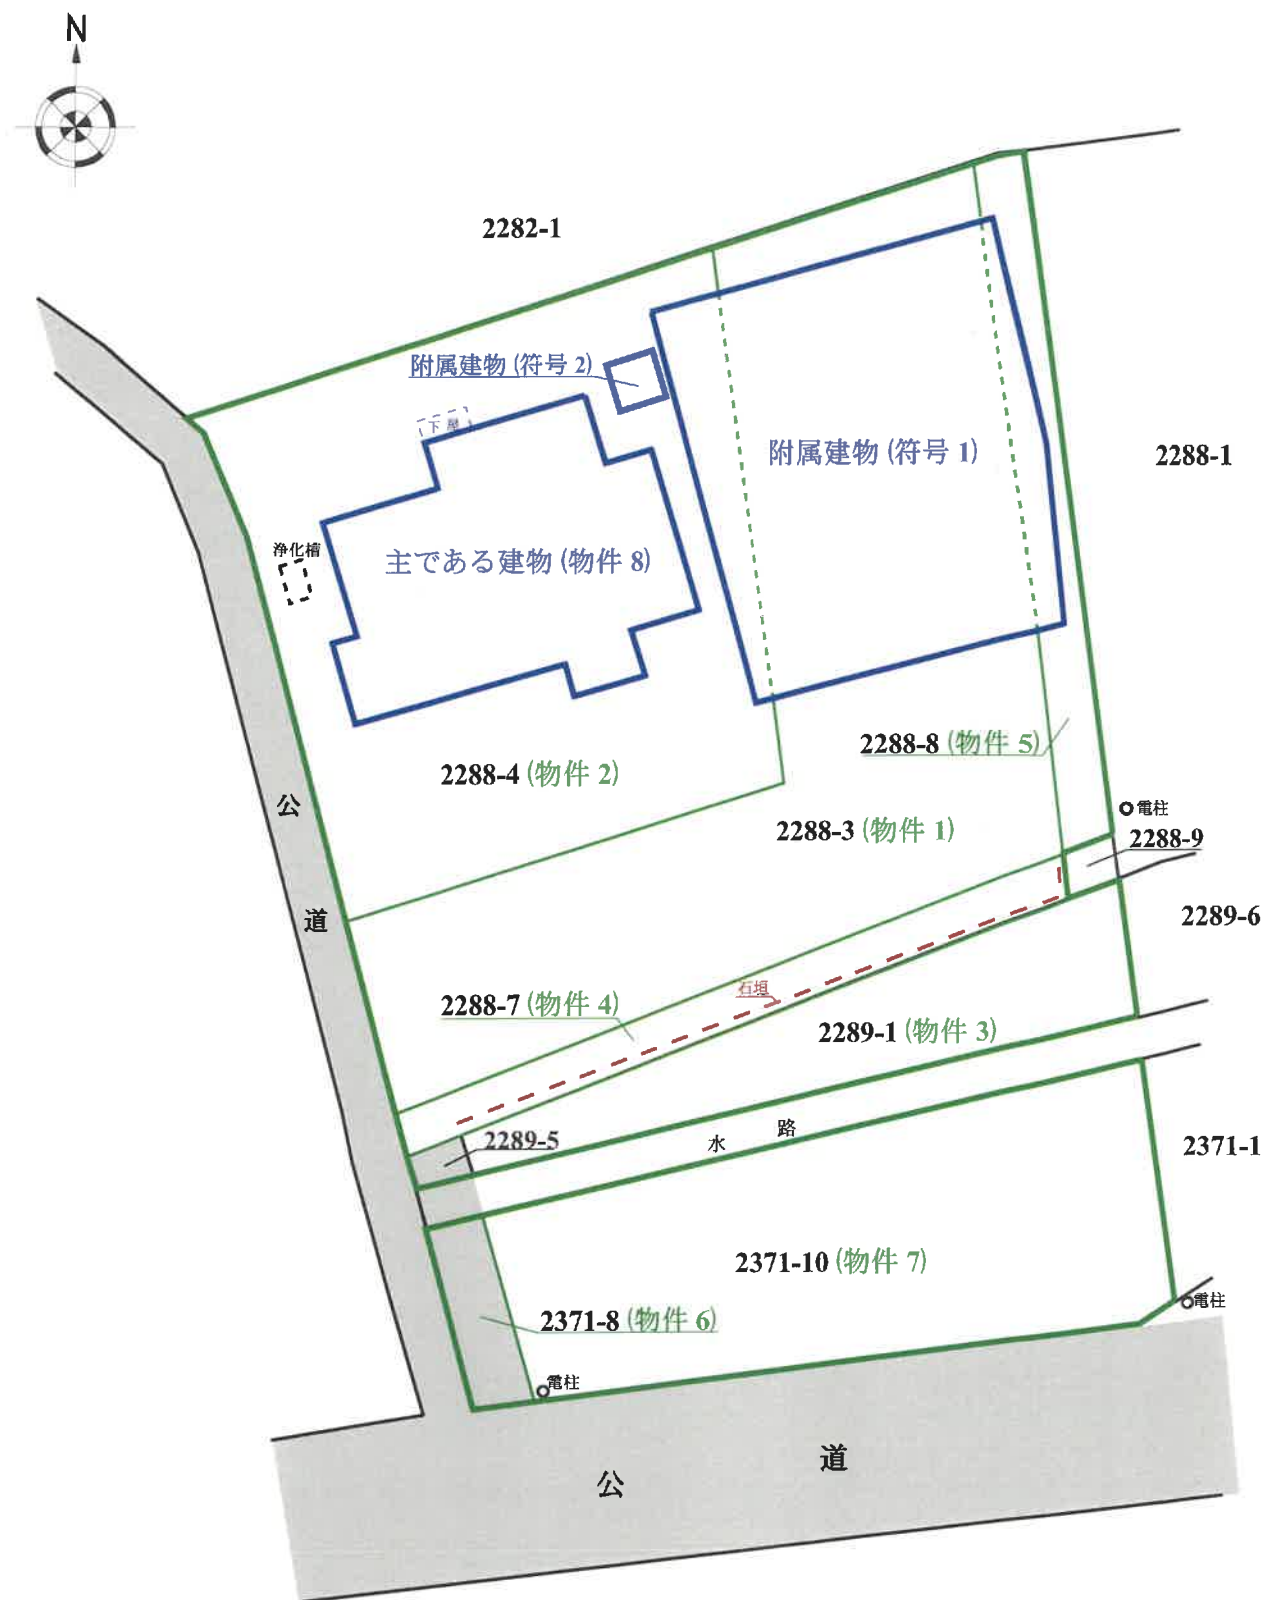 N
2282-1
附属建物 (符号 2)
下屋
附属建物 (符号 1)
2288-1
浄化槽
主である建物 (物件 8)
2288-8 (物件 5)
2288-4 (物件 2)
公
道
電柱
2288-3 (物件 1)
2288-9
2289-6
石垣
2288-7 (物件 4)
2289-1 (物件 3)
水 路
2289-5
2371-1
2371-10 (物件 7)
電柱
2371-8 (物件 6)
電柱
公 道